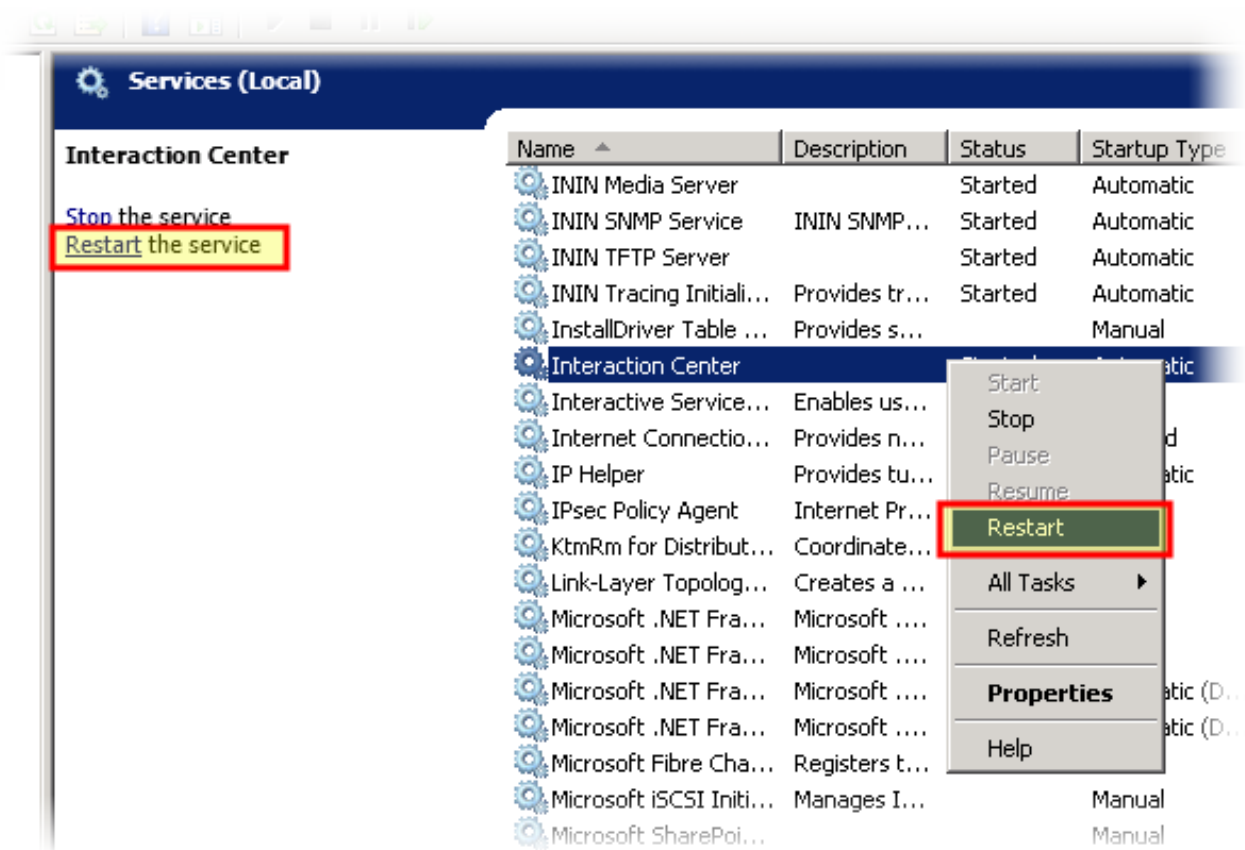 Services (Local)
Interaction Center
Stop the service
Restart the service
Name Description Status Startup Type
ININ Media Server Started Automatic
ININ SNMP Service ININ SNMP... Started Automatic
ININ TFTP Server Started Automatic
ININ Tracing Initiali... Provides tr... Started Automatic
InstallDriver Table ... Provides s... Manual
Interaction Center
Interactive Service... Enables us...
Internet Connectio... Provides n...
IP Helper Provides tu... atic
IPsec Policy Agent Internet Pr...
KtmRm for Distribut... Coordinate...
Link-Layer Topolog... Creates a ...
Microsoft .NET Fra... Microsoft ....
Microsoft .NET Fra... Microsoft ....
Microsoft .NET Fra... Microsoft .... atic (D...
Microsoft .NET Fra... Microsoft .... atic (D...
Microsoft Fibre Cha... Registers t...
Microsoft iSCSI Initi... Manages I... Manual
Microsoft SharePoi... Manual
Start
Stop
Pause
Resume
Restart
All Tasks
Refresh
Properties
Help